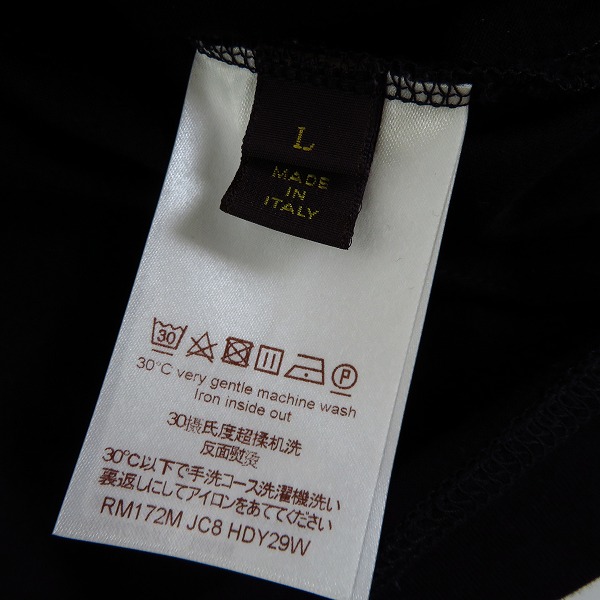 L
MADE
IN
ITALY
30 P
30°C very gentle machine wash
Iron inside out
30摄氏度超揉机洗
反面熨烫
30℃以下で手洗コース洗濯機洗い
裏返しにしてアイロンをあててください
RM172M JC8 HDY29W